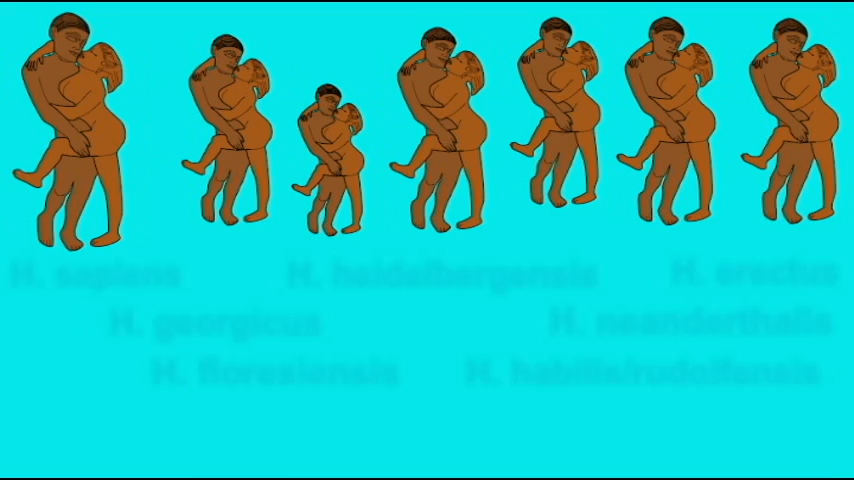 H. sapiens H. heidelbergensis H. erectus
H. georgicus H. neanderthalis
H. floresiensis H. habilis/rudolfensis